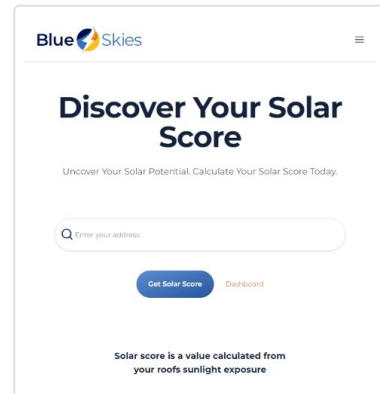 Blue Skies
Discover Your Solar
Score
Uncover Your Solar Potential. Calculate Your Solar Score Today.
Enter your address
Get Solar Score Dashboard
Solar score is a value calculated from
your roofs sunlight exposure